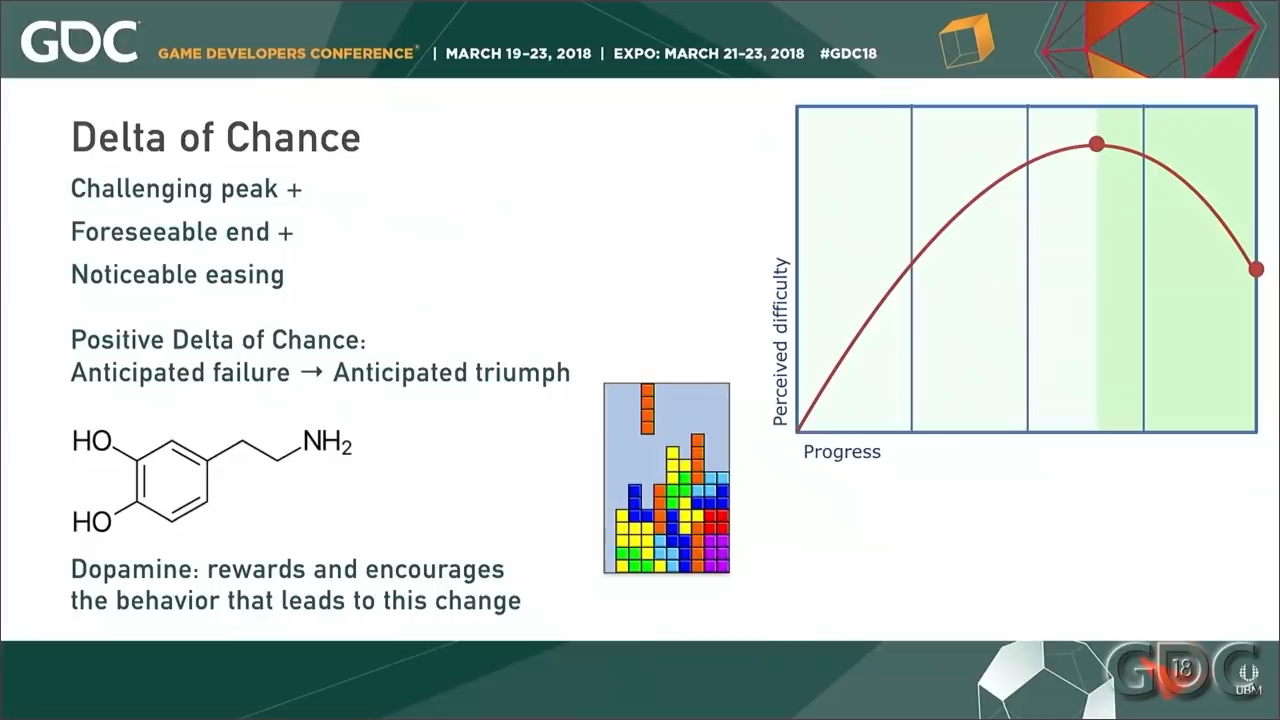 GDC
GAME DEVELOPERS CONFERENCE® | MARCH 19–23, 2018 | EXPO: MARCH 21–23, 2018 #GDC18
Delta of Chance
Challenging peak +
Foreseeable end +
Noticeable easing
Positive Delta of Chance:
Anticipated failure → Anticipated triumph
HO
NH₂
HO
Dopamine: rewards and encourages
the behavior that leads to this change
Perceived difficulty
Progress
GDC
18
UBM